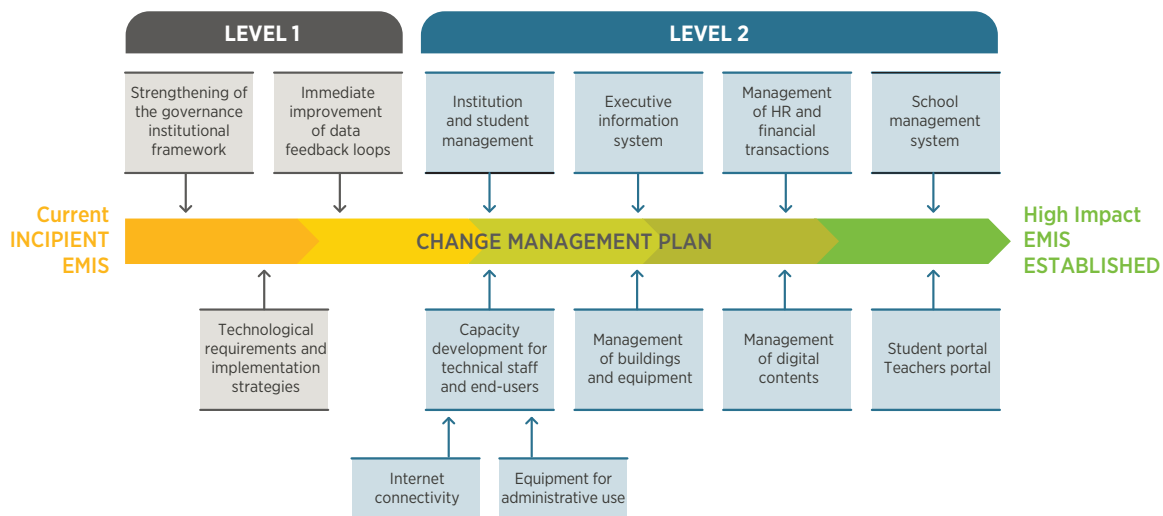 LEVEL 1
LEVEL 2
Strengthening of
the governance
institutional
framework
Immediate
improvement
of data
feedback loops
Institution
and student
management
Executive
information
system
Management
of HR and
financial
transactions
School
management
system
Current
INCIPIENT
EMIS
CHANGE MANAGEMENT PLAN
High Impact
EMIS
ESTABLISHED
Technological
requirements and
implementation
strategies
Capacity
development for
technical staff
and end-users
Management
of buildings
and equipment
Management
of digital
contents
Student portal
Teachers portal
Internet
connectivity
Equipment for
administrative use